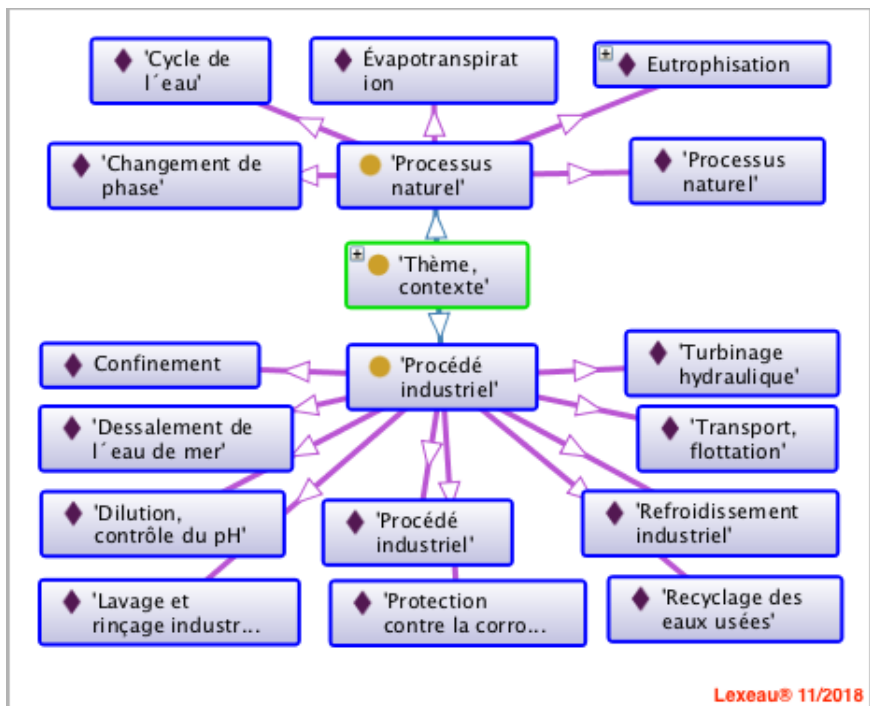 'Cycle de
l´eau'
Évapotranspirat
ion
Eutrophisation
'Changement de
phase'
'Processus
naturel'
'Processus
naturel'
'Thème,
contexte'
Confinement
'Procédé
industriel'
'Turbinage
hydraulique'
'Dessalement de
l´eau de mer'
'Transport,
flottation'
'Dilution,
contrôle du pH'
'Procédé
industriel'
'Refroidissement
industriel'
'Lavage et
rinçage industr...
'Protection
contre la corro...
'Recyclage des
eaux usées'
Lexeau® 11/2018